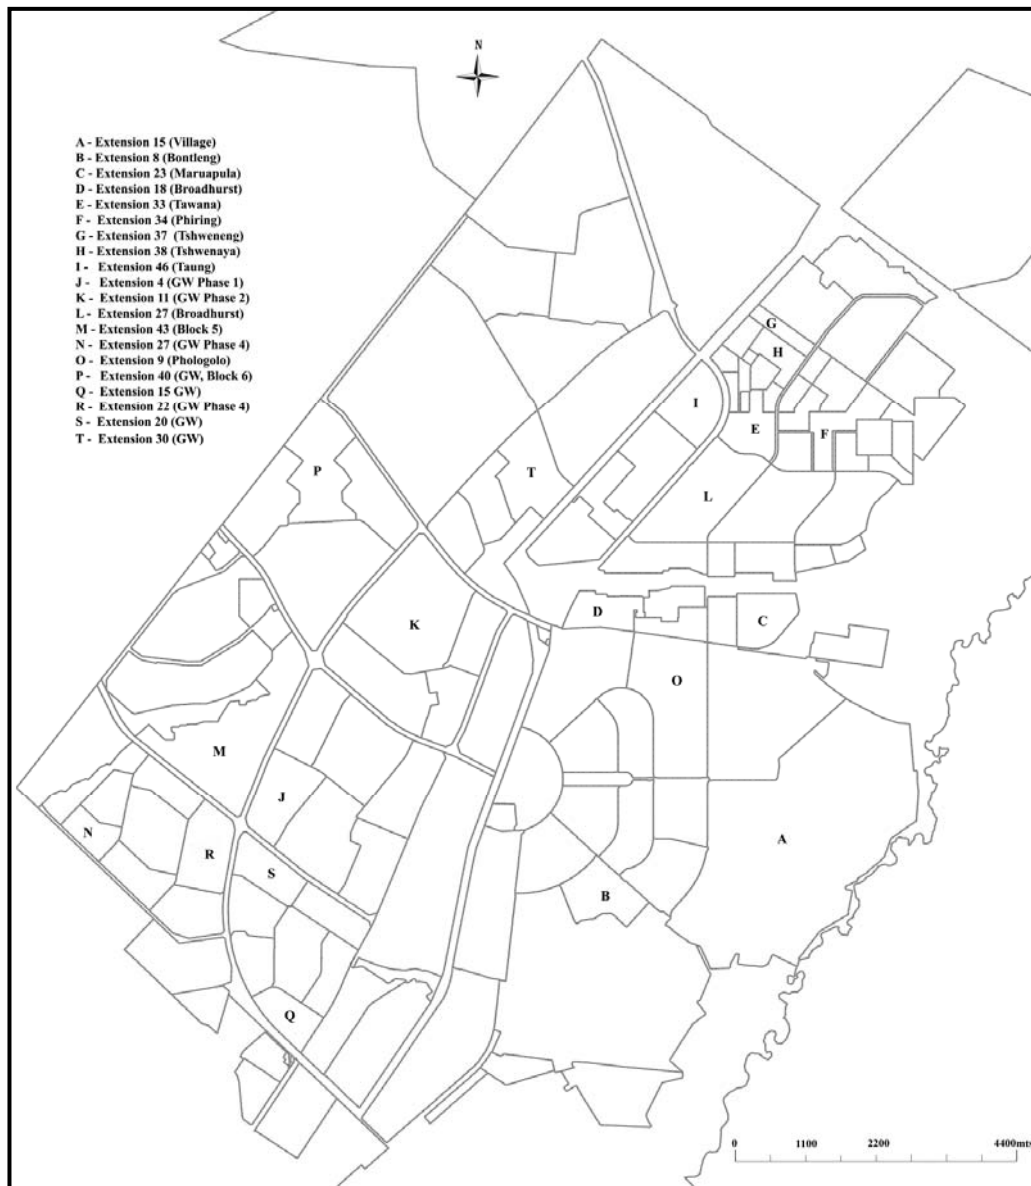 N
A - Extension 15 (Village)
B - Extension 8 (Bontleng)
C - Extension 23 (Maruapula)
D - Extension 18 (Broadhurst)
E - Extension 33 (Tawana)
F - Extension 34 (Phiring)
G - Extension 37 (Tshweneng)
H - Extension 38 (Tshwenaya)
I - Extension 46 (Taung)
J - Extension 4 (GW Phase 1)
K - Extension 11 (GW Phase 2)
L - Extension 27 (Broadhurst)
M - Extension 43 (Block 5)
N - Extension 27 (GW Phase 4)
O - Extension 9 (Phologolo)
P - Extension 40 (GW, Block 6)
Q - Extension 15 GW)
R - Extension 22 (GW Phase 4)
S - Extension 20 (GW)
T - Extension 30 (GW)
G
H
I
E
F
P
T
L
D
C
K
O
M
J
N
R
S
A
B
Q
0 1100 2200 4400mts